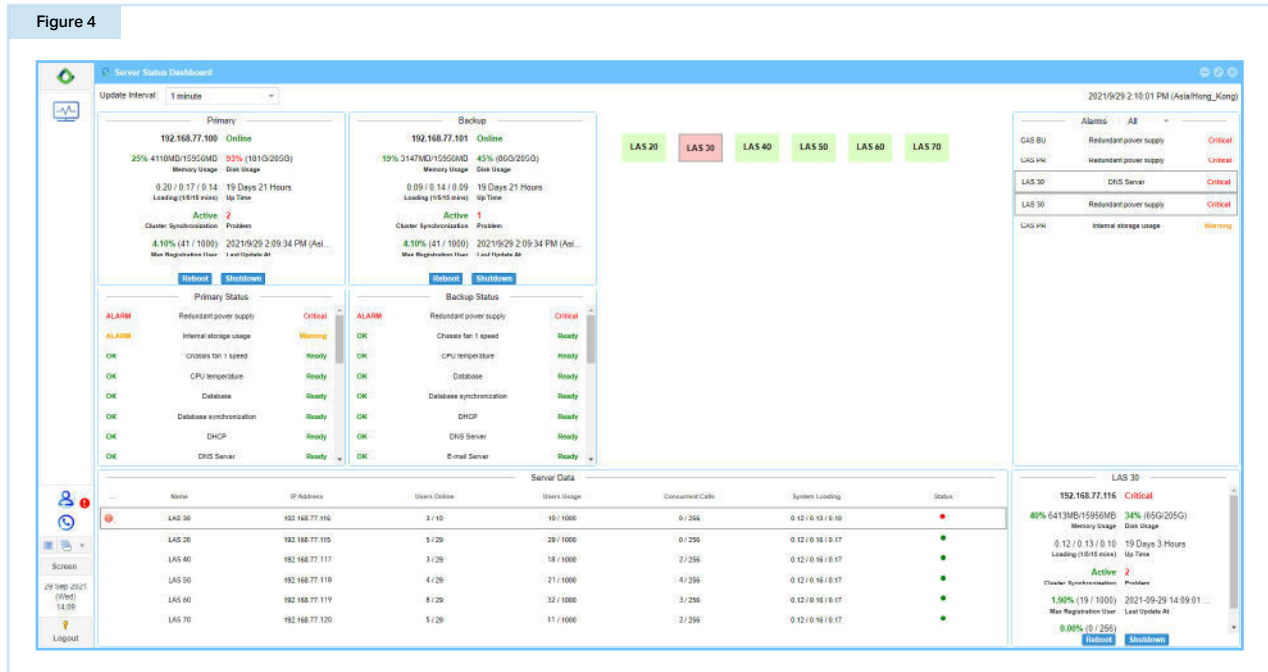 Figure 4
Server Status Dashboard
Update Interval: 1 minute
2021/9/29 2:10:01 PM (Asia/Hong_Kong)
Primary
192.168.77.100 Online
25% 4110MB/15956MB 93% (181G/205G)
Memory Usage Disk Usage
0.20 / 0.17 / 0.14 19 Days 21 Hours
Loading (1/5/15 mins) Up Time
Active 2
Cluster Synchronization Problem
4.10% (41 / 1000) 2021/9/29 2:09:34 PM (Asi...
Max Registration User Last Update At
Reboot Shutdown
Backup
192.168.77.101 Online
19% 3147MB/15956MB 45% (86G/205G)
Memory Usage Disk Usage
0.09 / 0.14 / 0.09 19 Days 21 Hours
Loading (1/5/15 mins) Up Time
Active 1
Cluster Synchronization Problem
4.10% (41 / 1000) 2021/9/29 2:09:34 PM (Asi...
Max Registration User Last Update At
Reboot Shutdown
LAS 20 LAS 30 LAS 40 LAS 50 LAS 60 LAS 70
Alarms All
CAS BU Redundant power supply Critical
CAS PR Redundant power supply Critical
LAS 30 DNS Server Critical
LAS 30 Redundant power supply Critical
CAS PR Internal storage usage Warning
Primary Status
ALARM Redundant power supply Critical
ALARM Internal storage usage Warning
OK Chassis fan 1 speed Ready
OK CPU temperature Ready
OK Database Ready
OK Database synchronization Ready
OK DHCP Ready
OK DNS Server Ready
Backup Status
ALARM Redundant power supply Critical
OK Chassis fan 1 speed Ready
OK CPU temperature Ready
OK Database Ready
OK Database synchronization Ready
OK DHCP Ready
OK DNS Server Ready
OK E-mail Server Ready
Server Data
... Name IP Address Users Online Users Usage Concurrent Calls System Loading Status
LAS 30 192.168.77.116 3 / 19 19 / 1000 0 / 256 0.12 / 0.13 / 0.10
LAS 20 192.168.77.115 5 / 29 29 / 1000 0 / 256 0.12 / 0.16 / 0.17
LAS 40 192.168.77.117 3 / 29 18 / 1000 2 / 256 0.12 / 0.16 / 0.17
LAS 50 192.168.77.118 4 / 29 21 / 1000 4 / 256 0.12 / 0.16 / 0.17
LAS 60 192.168.77.119 8 / 29 32 / 1000 3 / 256 0.12 / 0.16 / 0.17
LAS 70 192.168.77.120 5 / 29 11 / 1000 2 / 256 0.12 / 0.16 / 0.17
LAS 30
192.168.77.116 Critical
40% 6413MB/15956MB 34% (65G/205G)
Memory Usage Disk Usage
0.12 / 0.13 / 0.10 19 Days 3 Hours
Loading (1/5/15 mins) Up Time
Active 2
Cluster Synchronization Problem
1.90% (19 / 1000) 2021-09-29 14:09:01 ...
Max Registration User Last Update At
0.00% (0 / 256)
Reboot Shutdown
Screen
29 Sep 2021
(Wed)
14:09
Logout